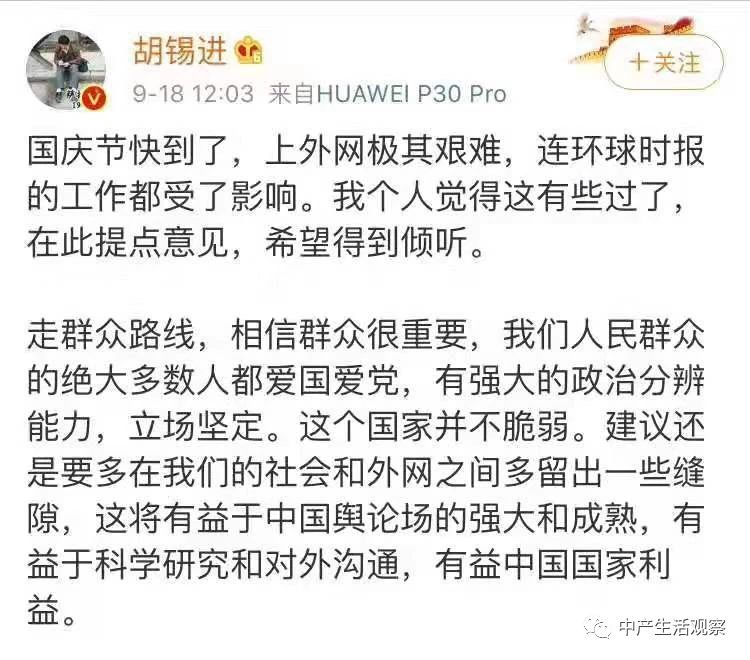 胡锡进
9-18 12:03 来自HUAWEI P30 Pro
+关注
国庆节快到了，上外网极其艰难，连环球时报
的工作都受了影响。我个人觉得这有些过了，
在此提点意见，希望得到倾听。
走群众路线，相信群众很重要，我们人民群众
的绝大多数人都爱国爱党，有强大的政治分辨
能力，立场坚定。这个国家并不脆弱。建议还
是要多在我们的社会和外网之间多留出一些缝
隙，这将有益于中国舆论场的强大和成熟，有
益于科学研究和对外沟通，有益中国国家利
益。
中产生活观察